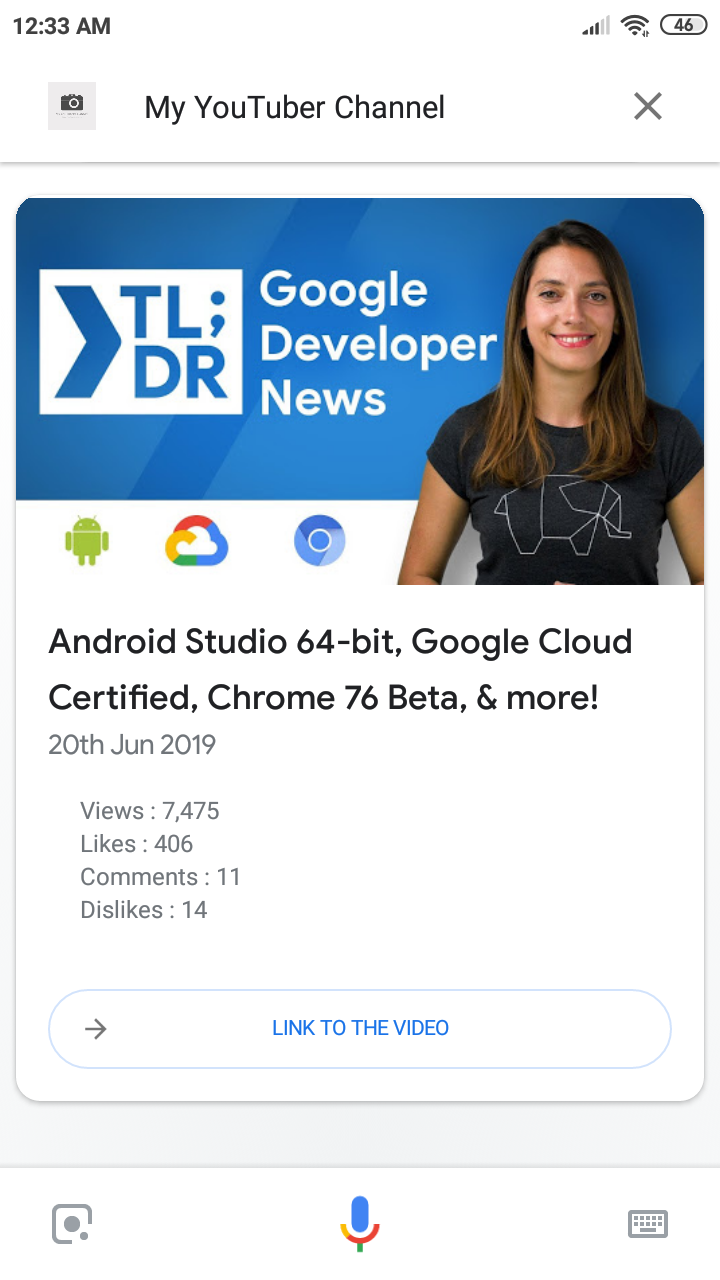 12:33 AM
46
My YouTuber Channel
TL;
DR
Google
Developer
News
Android Studio 64-bit, Google Cloud
Certified, Chrome 76 Beta, & more!
20th Jun 2019
Views : 7,475
Likes : 406
Comments : 11
Dislikes : 14
LINK TO THE VIDEO